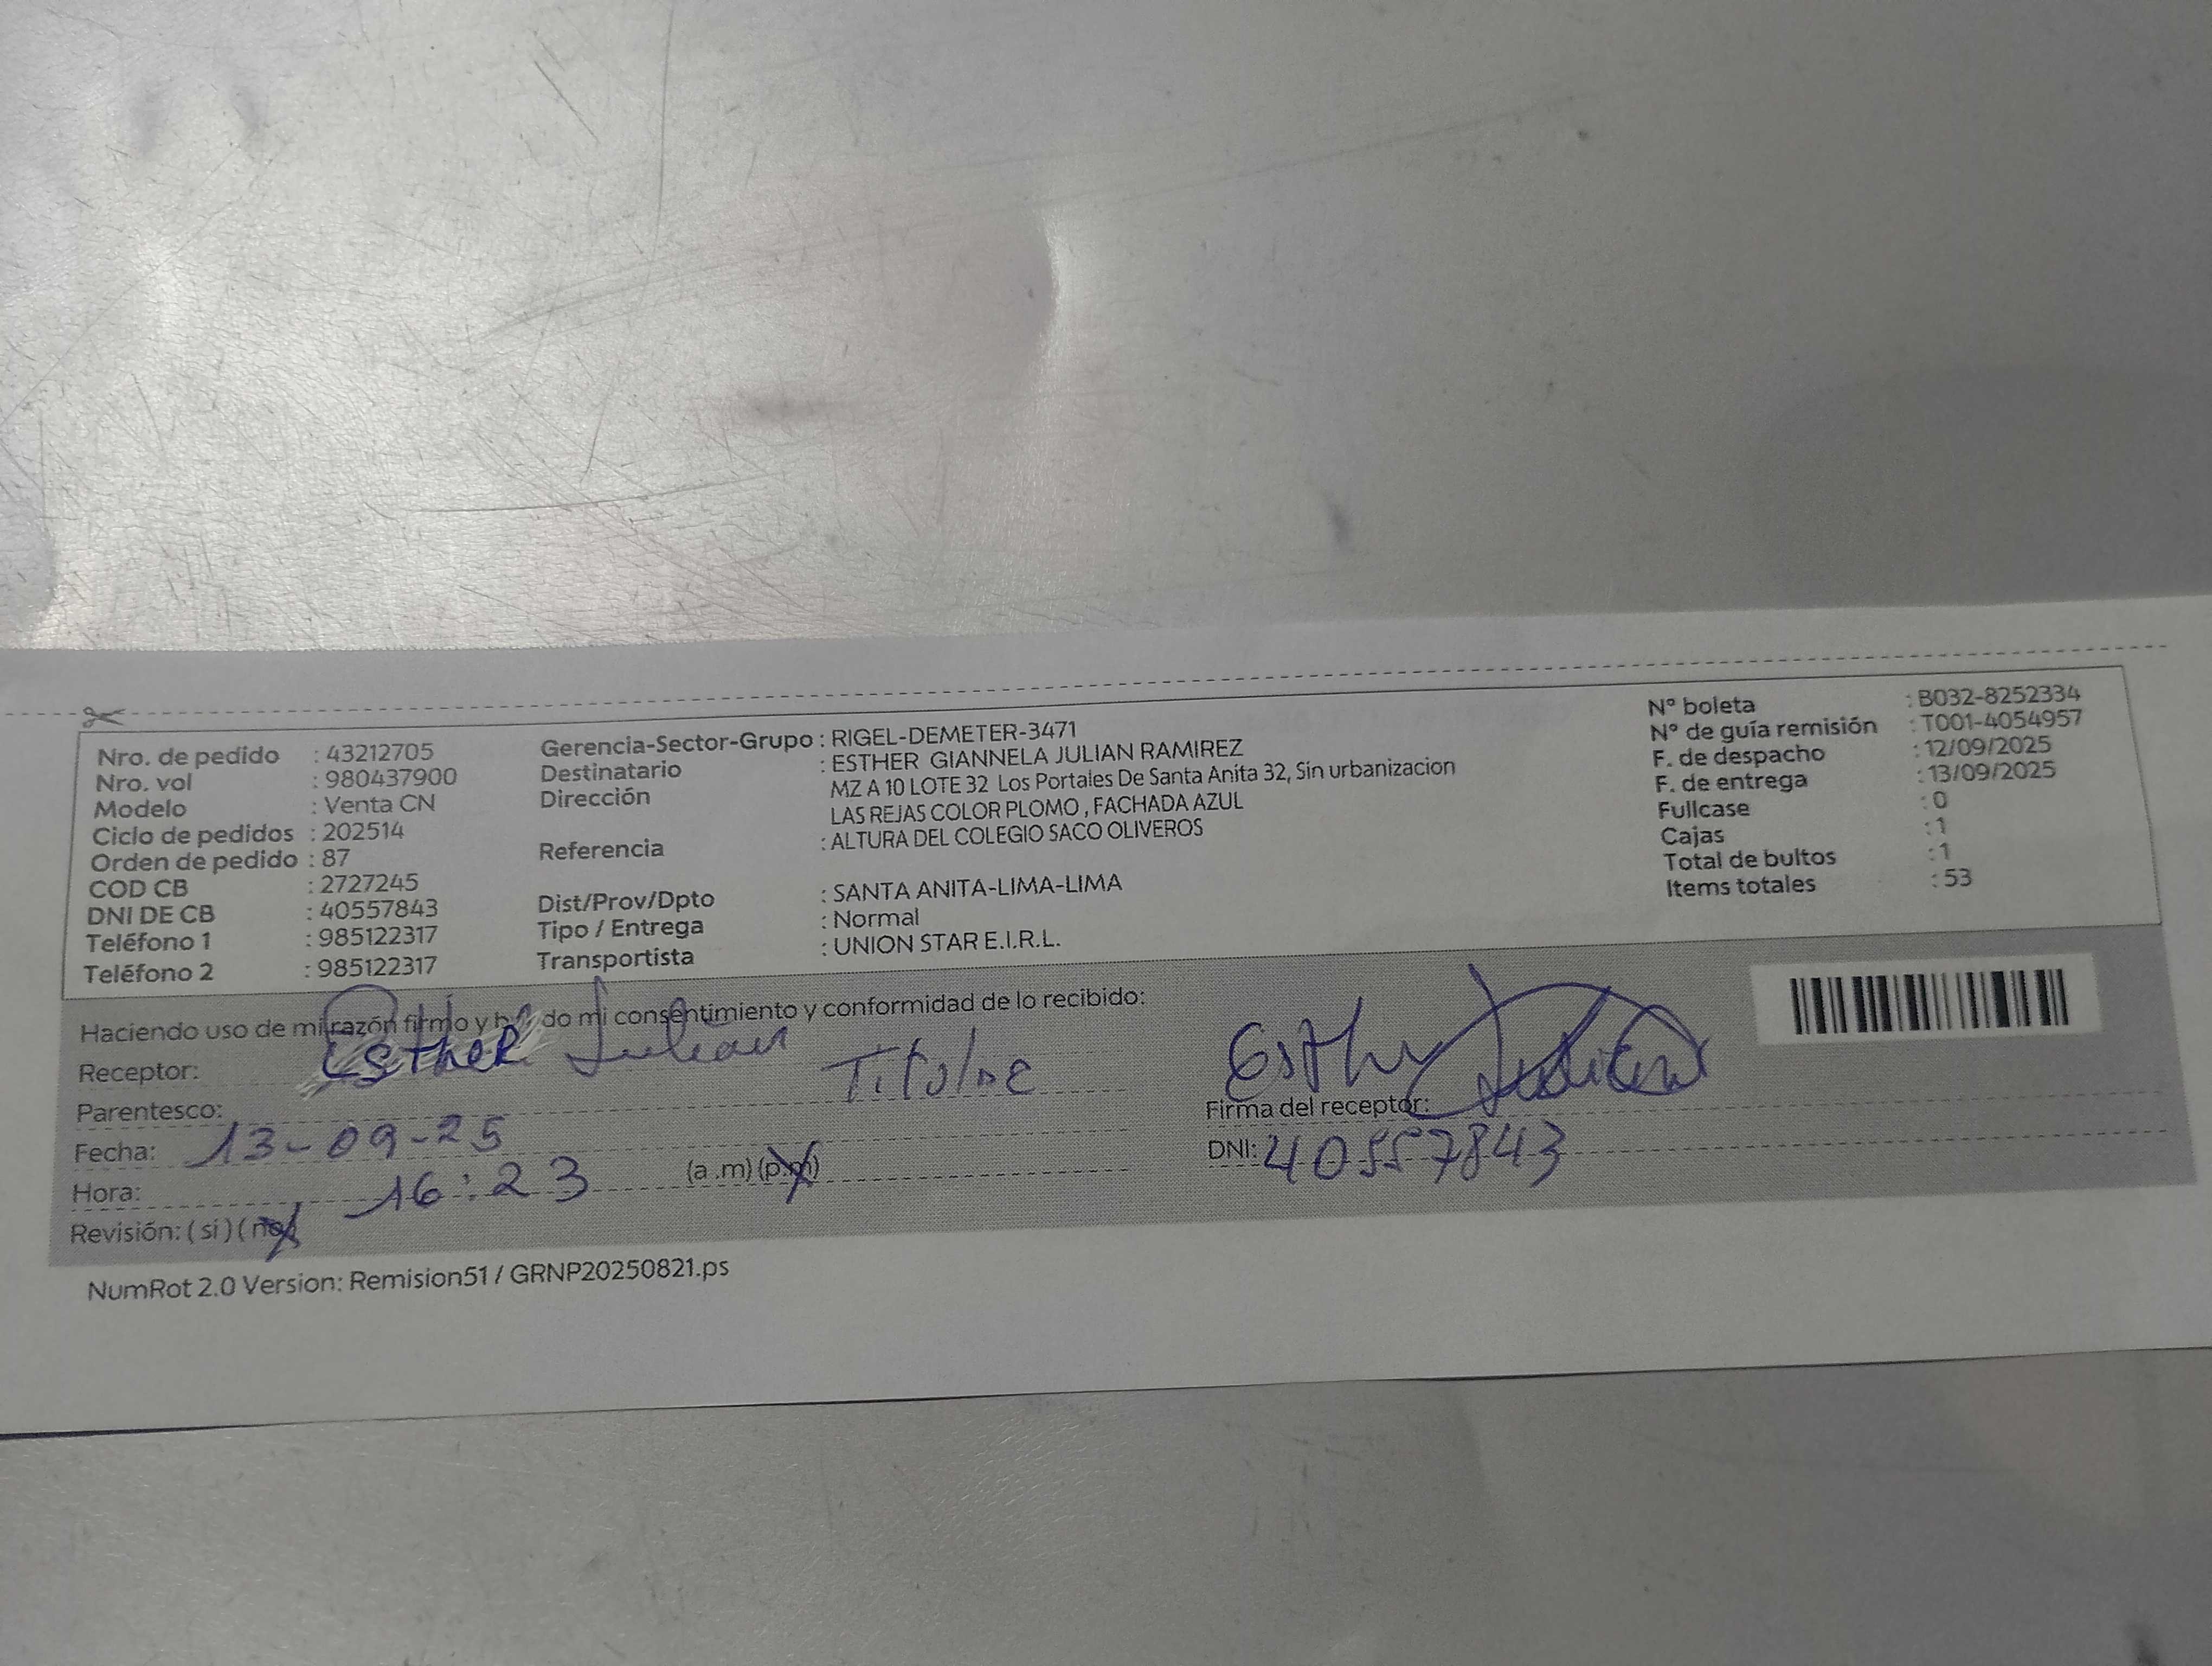 Nro. de pedido : 43212705
Nro. vol : 980437900
Modelo : Venta CN
Ciclo de pedidos : 202514
Orden de pedido : 87
COD CB : 2727245
DNI DE CB : 40557843
Teléfono 1 : 985122317
Teléfono 2 : 985122317
Gerencia-Sector-Grupo : RIGEL-DEMETER-3471
Destinatario : ESTHER GIANNELA JULIAN RAMIREZ
Dirección MZ A 10 LOTE 32 Los Portales De Santa Anita 32, Sin urbanizacion
LAS REJAS COLOR PLOMO , FACHADA AZUL
Referencia : ALTURA DEL COLEGIO SACO OLIVEROS
Dist/Prov/Dpto : SANTA ANITA-LIMA-LIMA
Tipo / Entrega : Normal
Transportista : UNION STAR E.I.R.L.
N° boleta : B032-8252334
N° de guía remisión : T001-4054957
F. de despacho : 12/09/2025
F. de entrega : 13/09/2025
Fullcase : 0
Cajas : 1
Total de bultos : 1
Items totales : 53
Haciendo uso de mi razón firmo y do mi consentimiento y conformidad de lo recibido:
Receptor: Esther Julian
Parentesco: Titular
Fecha: 13-09-25
Hora: 16:23 (a .m) (p.m)
Revisión: ( si ) ( no )
Esther Julian
Firma del receptor:
DNI: 40557843
NumRot 2.0 Version: Remision51 / GRNP20250821.ps